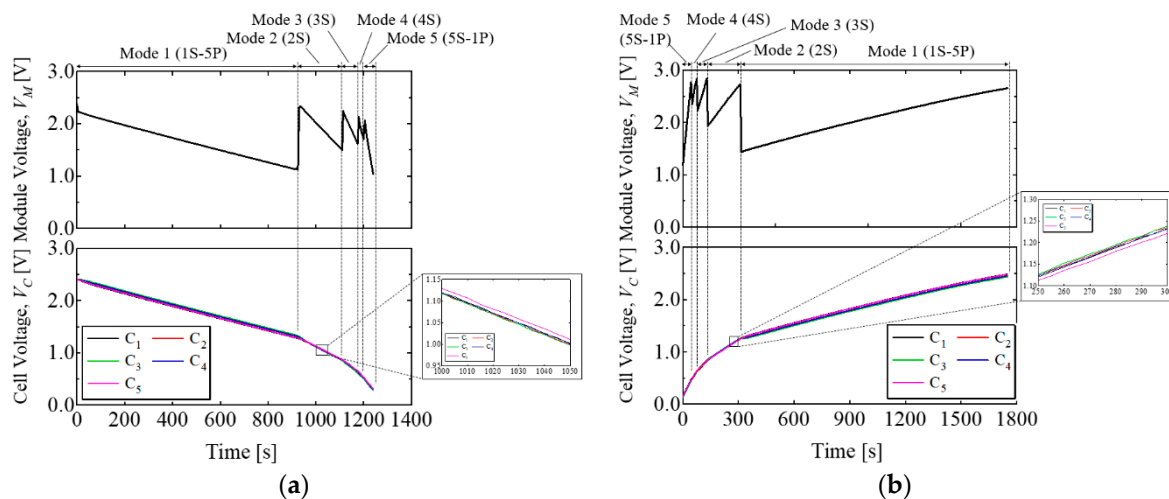 Mode 3 (3S)
Mode 4 (4S)
Mode 2 (2S)
Mode 5 (5S-1P)
Mode 1 (1S-5P)
Module Voltage, V_M [V]
3.0
2.0
1.0
0.0
Cell Voltage, V_C [V]
3.0
2.0
1.0
0.0
C1
C2
C3
C4
C5
0 200 400 600 800 1000 1200 1400
Time [s]
1.15
1.10
1.05
1.00
0.95
C1
C3
C4
1000 1010 1020 1030 1040 1050
(a)
Mode 5
(5S-1P)
Mode 4 (4S)
Mode 3 (3S)
Mode 2 (2S)
Mode 1 (1S-5P)
Module Voltage, V_M [V]
3.0
2.0
1.0
0.0
Cell Voltage, V_C [V]
3.0
2.0
1.0
0.0
C1
C2
C3
C4
C5
0 300 600 900 1200 1500 1800
Time [s]
1.30
1.25
1.20
1.15
1.10
C1
C4
250 260 270 280 290 300
(b)